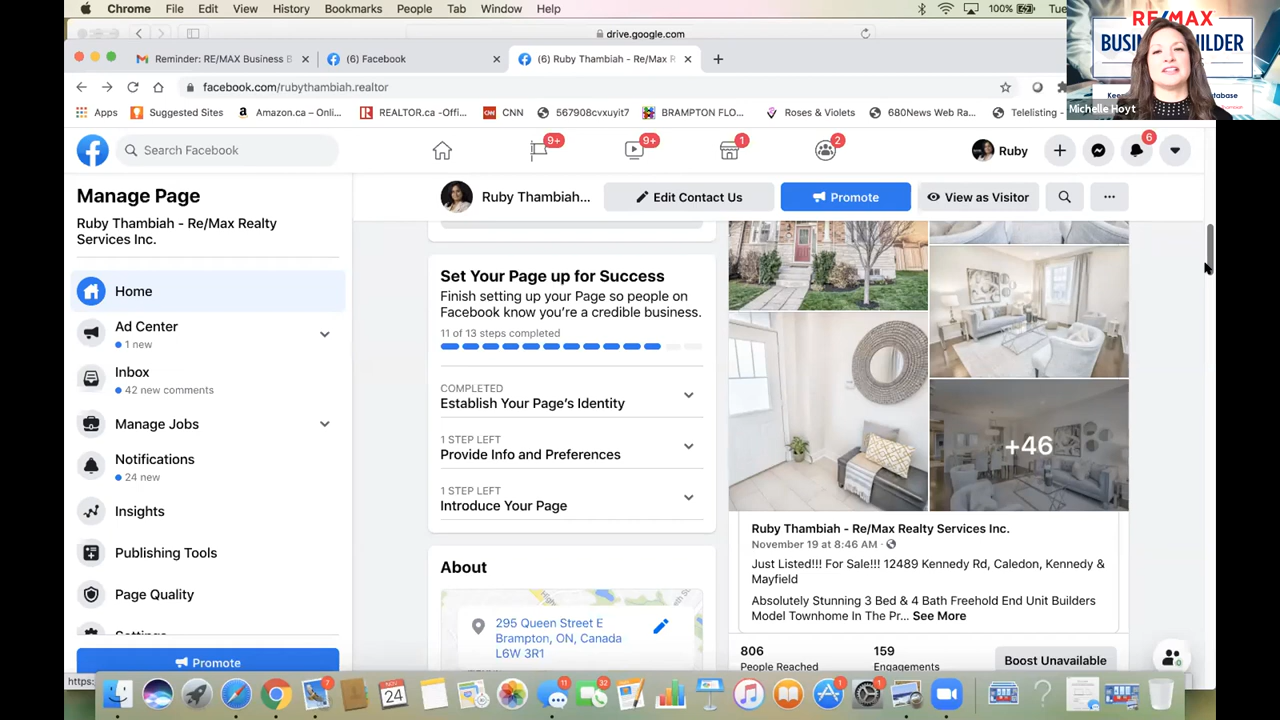 Chrome File Edit View History Bookmarks People Tab Window Help
100% Tue
drive.google.com
Reminder: RE/MAX Business B
(6) Facebook
(6) Ruby Thambiah - Re/Max R
facebook.com/rubythambiah.realtor
Apps Suggested Sites Amazon.ca – Onli... REALTOR.ca -Offi... CNN 567908cvxuyit7 BRAMPTON FLO... Roses & Violets 680News Web Ra... Telelisting -
RE/MAX
Michelle Hoyt
Search Facebook
9+
9+
1
2
Ruby
6
Manage Page
Ruby Thambiah - Re/Max Realty
Services Inc.
Home
Ad Center
1 new
Inbox
42 new comments
Manage Jobs
Notifications
24 new
Insights
Publishing Tools
Page Quality
Settings
Promote
https:
Ruby Thambiah...
Edit Contact Us
Promote
View as Visitor
Set Your Page up for Success
Finish setting up your Page so people on
Facebook know you're a credible business.
11 of 13 steps completed
COMPLETED
Establish Your Page's Identity
1 STEP LEFT
Provide Info and Preferences
1 STEP LEFT
Introduce Your Page
About
295 Queen Street E
Brampton, ON, Canada
L6W 3R1
+46
Ruby Thambiah - Re/Max Realty Services Inc.
November 19 at 8:46 AM ·
Just Listed!!! For Sale!!! 12489 Kennedy Rd, Caledon, Kennedy &
Mayfield
Absolutely Stunning 3 Bed & 4 Bath Freehold End Unit Builders
Model Townhome In The Pr... See More
806
People Reached
159
Engagements
Boost Unavailable
7
NOV
24
11
32
1
1